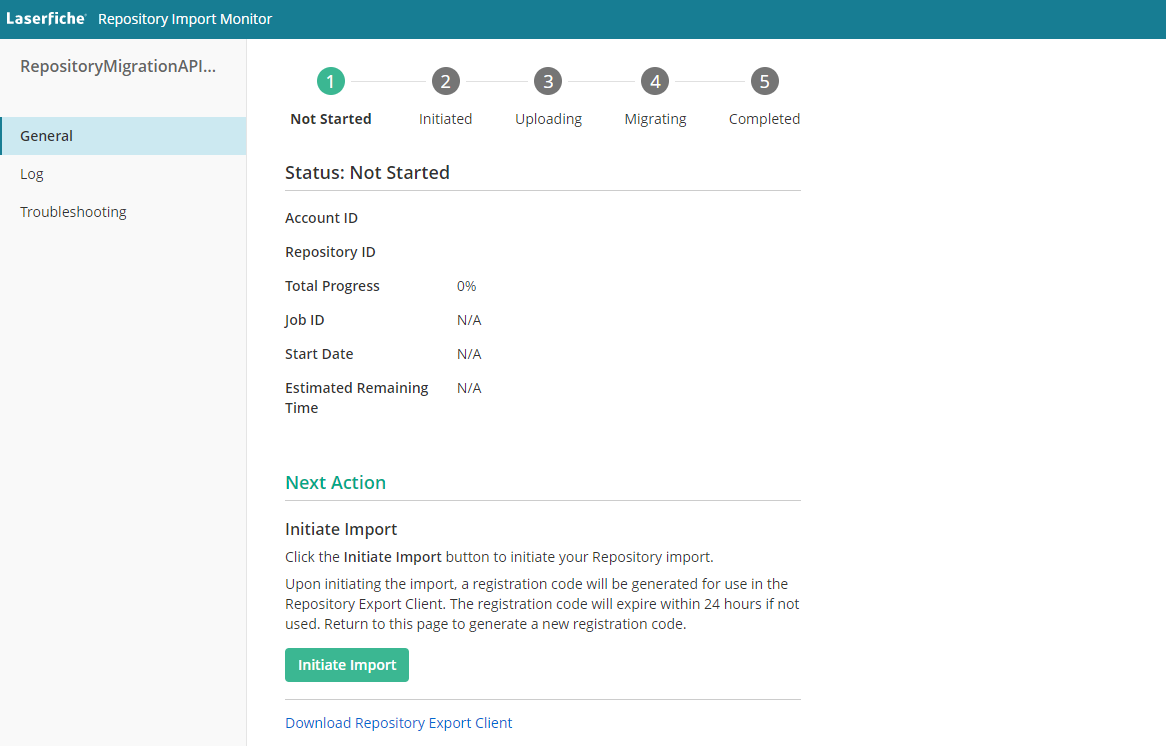 Laserfiche Repository Import Monitor
RepositoryMigrationAPI...
General
Log
Troubleshooting
1 2 3 4 5
Not Started Initiated Uploading Migrating Completed
Status: Not Started
Account ID
Repository ID
Total Progress 0%
Job ID N/A
Start Date N/A
Estimated Remaining N/A
Time
Next Action
Initiate Import
Click the Initiate Import button to initiate your Repository import.
Upon initiating the import, a registration code will be generated for use in the
Repository Export Client. The registration code will expire within 24 hours if not
used. Return to this page to generate a new registration code.
Initiate Import
Download Repository Export Client